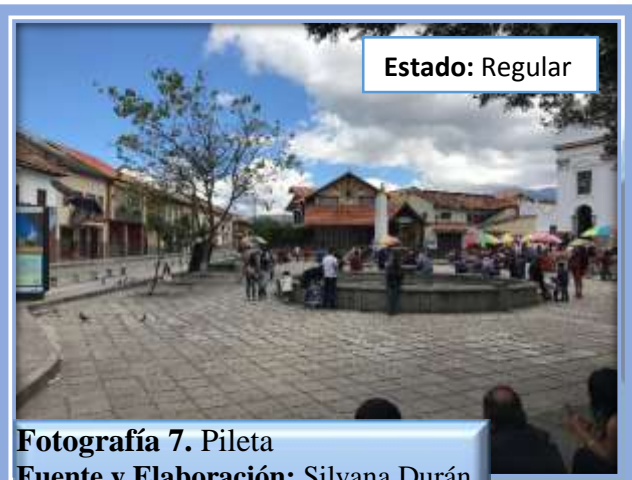 Estado: Regular
Fotografía 7. Pileta
Fuente y Elaboración: Silvana Durán